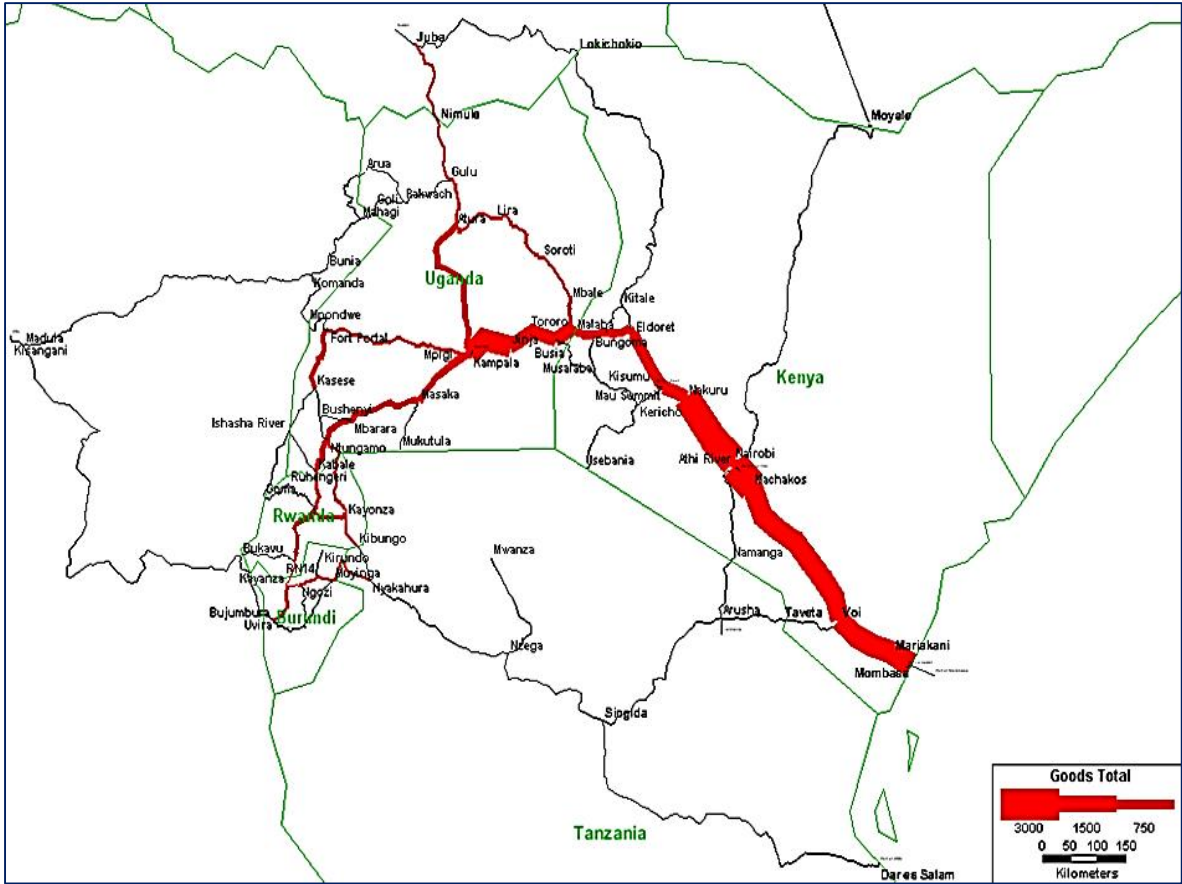 Juba
Lokichokio
Moyale
Nimule
Arua
Gulu
Pakwach
Goli
Mahagi
Atura
Lira
Soroti
Bunia
Uganda
Komanda
Mbale
Kitale
Mpondwe
Tororo
Malaba
Eldoret
Madula
Kisangani
Fort Portal
Mpigi
Jinja
Busia
Bungoma
Kampala
Musalaba
Kasese
Masaka
Kisumu
Nakuru
Kenya
Mau Summit
Bushenyi
Kericho
Ishasha River
Mbarara
Mukutula
Ntungamo
Isebania
Athi River
Nairobi
Kabale
Ruhengeri
Machakos
Goma
Kayonza
Rwanda
Kibungo
Bukavu
Kirundo
Mwanza
Namanga
RN14
Kayanza
Muyinga
Ngozi
Nyakahura
Bujumbura
Burundi
Uvira
Arusha
Taveta
Voi
Nzega
Mariakani
Mombasa
Singida
Tanzania
Dar es Salam
Goods Total
3000 1500 750
0 50 100 150
Kilometers